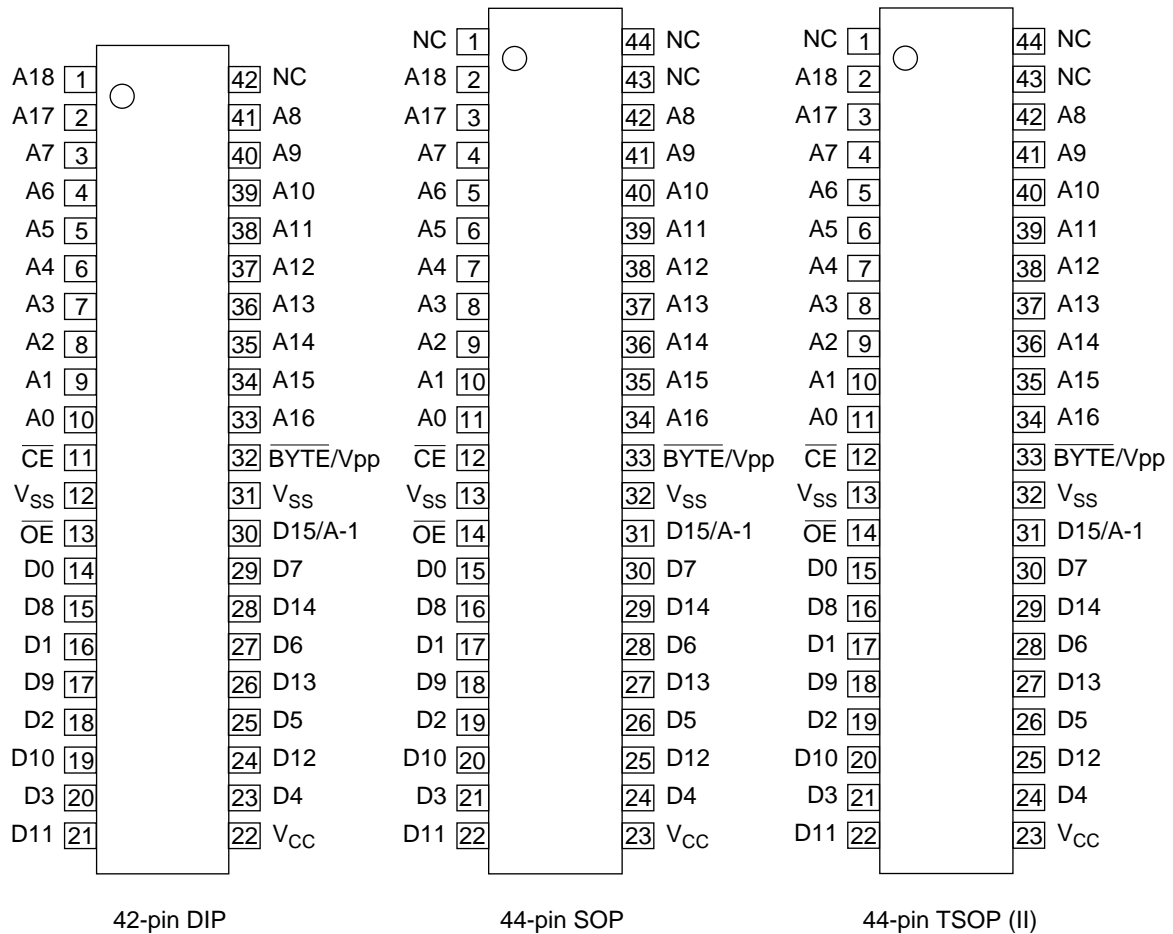 NC 1 44 NC NC 1 44 NC
A18 1 42 NC A18 2 43 NC A18 2 43 NC
A17 2 41 A8 A17 3 42 A8 A17 3 42 A8
A7 3 40 A9 A7 4 41 A9 A7 4 41 A9
A6 4 39 A10 A6 5 40 A10 A6 5 40 A10
A5 5 38 A11 A5 6 39 A11 A5 6 39 A11
A4 6 37 A12 A4 7 38 A12 A4 7 38 A12
A3 7 36 A13 A3 8 37 A13 A3 8 37 A13
A2 8 35 A14 A2 9 36 A14 A2 9 36 A14
A1 9 34 A15 A1 10 35 A15 A1 10 35 A15
A0 10 33 A16 A0 11 34 A16 A0 11 34 A16
CE 11 32 BYTE/Vpp CE 12 33 BYTE/Vpp CE 12 33 BYTE/Vpp
VSS 12 31 VSS VSS 13 32 VSS VSS 13 32 VSS
OE 13 30 D15/A-1 OE 14 31 D15/A-1 OE 14 31 D15/A-1
D0 14 29 D7 D0 15 30 D7 D0 15 30 D7
D8 15 28 D14 D8 16 29 D14 D8 16 29 D14
D1 16 27 D6 D1 17 28 D6 D1 17 28 D6
D9 17 26 D13 D9 18 27 D13 D9 18 27 D13
D2 18 25 D5 D2 19 26 D5 D2 19 26 D5
D10 19 24 D12 D10 20 25 D12 D10 20 25 D12
D3 20 23 D4 D3 21 24 D4 D3 21 24 D4
D11 21 22 VCC D11 22 23 VCC D11 22 23 VCC
42-pin DIP 44-pin SOP 44-pin TSOP (II)